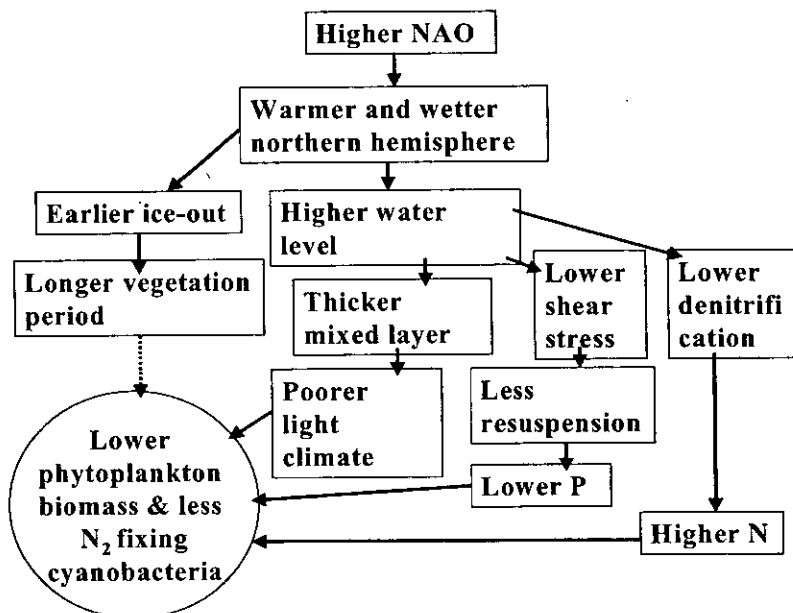 Higher NAO
Warmer and wetter
northern hemisphere
Earlier ice-out
Higher water
level
Longer vegetation
period
Thicker
mixed layer
Lower
shear
stress
Lower
denitrifi
cation
Poorer
light
climate
Less
resuspension
Lower P
Higher N
Lower
phytoplankton
biomass & less
N₂ fixing
cyanobacteria